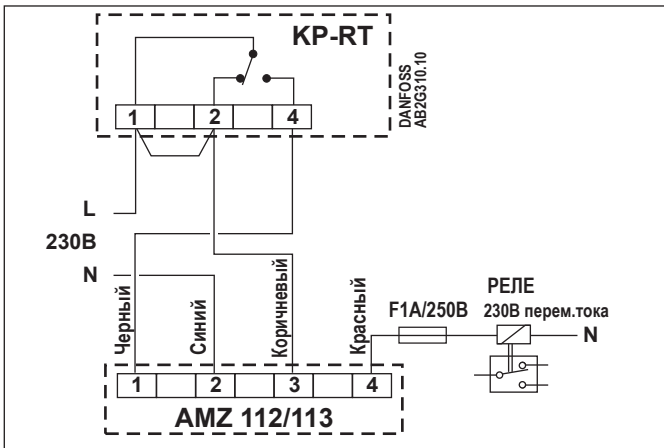 KP-RT
DANFOSS
AB2G310.10
1 2 4
L
230В
N
Черный
Синий
Коричневый
Красный
F1A/250В
РЕЛЕ
230В перем.тока
N
1 2 3 4
AMZ 112/113